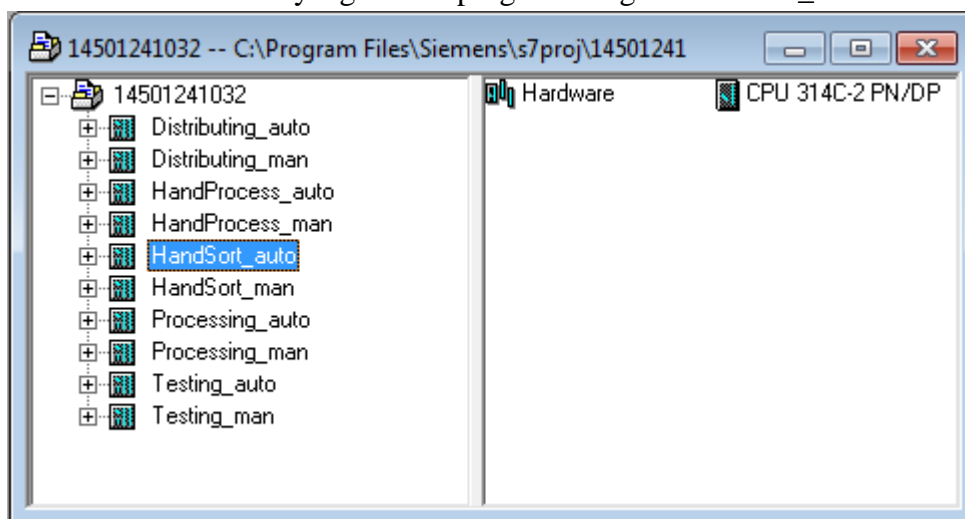 14501241032 -- C:\Program Files\Siemens\s7proj\14501241
14501241032
Distributing_auto
Distributing_man
HandProcess_auto
HandProcess_man
HandSort_auto
HandSort_man
Processing_auto
Processing_man
Testing_auto
Testing_man
Hardware
CPU 314C-2 PN/DP